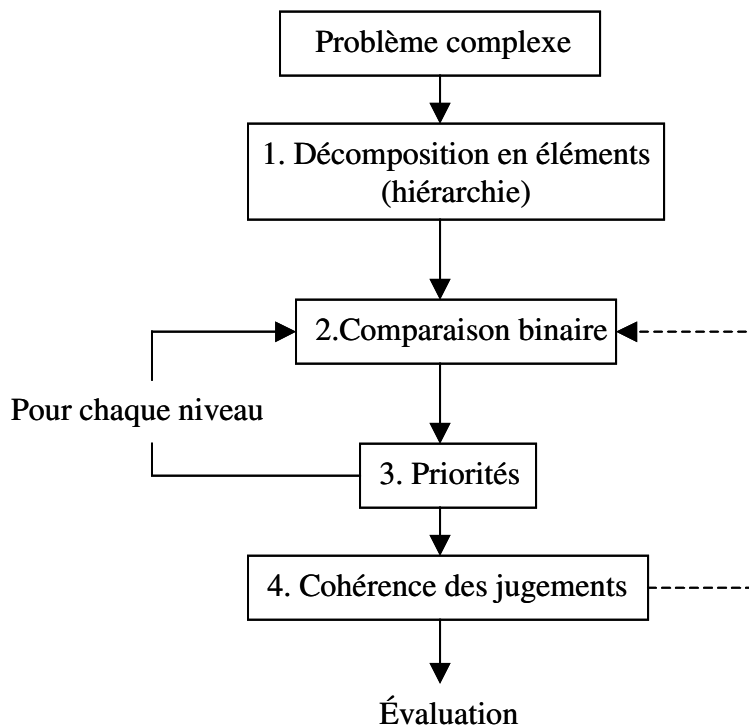 Problème complexe
1. Décomposition en éléments
(hiérarchie)
2.Comparaison binaire
Pour chaque niveau
3. Priorités
4. Cohérence des jugements
Évaluation